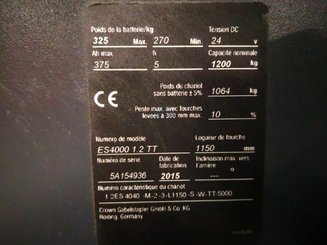 Poids de la batterie/kg Tension DC
325 Max. 270 Min. 24 v
Ah max h Capacité nominale
375 5 1200 kg
Poids du chariot
sans batterie ± 5% 1064 kg
Pente max. avec fourches
levées à 300 mm max 10 %
Numéro de modèle Longueur de fourche
ES4000 1.2 TT 1150 mm
Numéro de série Date de fabrication Inclinaison max. vers l'arrière
5A154936 2015 - ° - Av.
Numéro caractéristique du chariot
1.2ES-4040 -M-2-3-L1150-S -W-TT-5000
Crown Gabelstapler GmbH & Co. KG
Roding, Germany